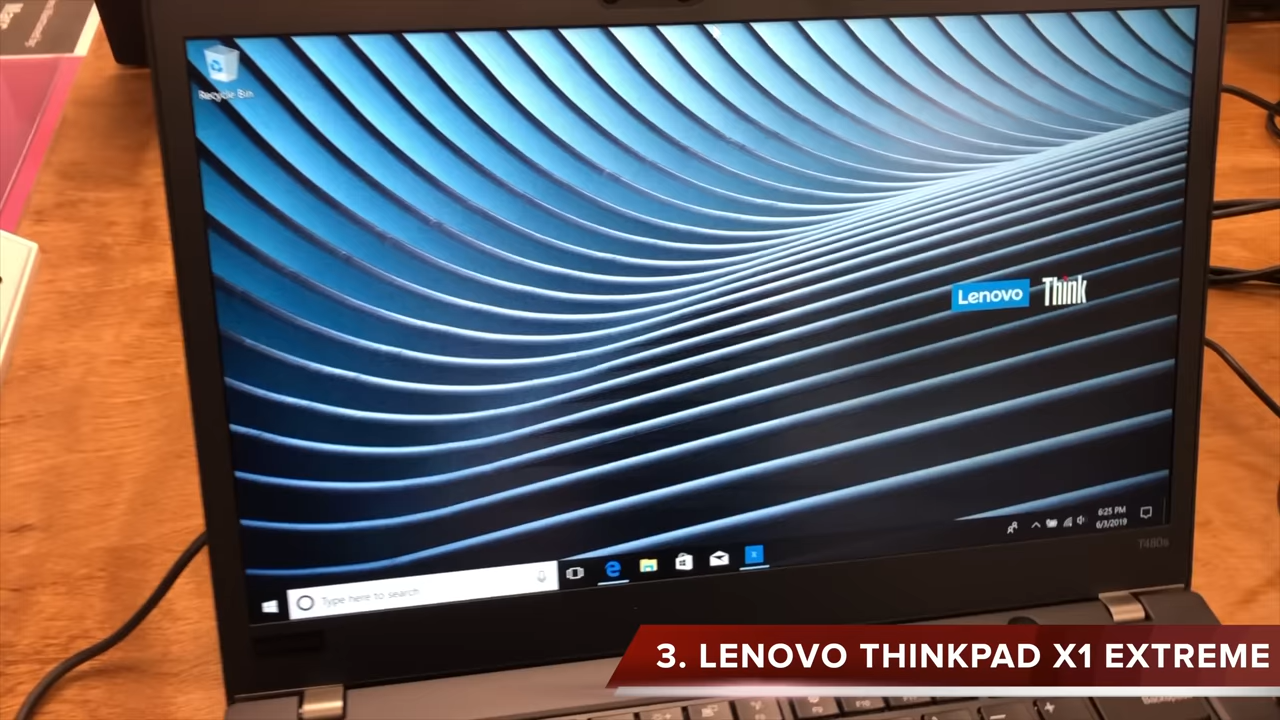 Recycle Bin
Lenovo Think
6:25 PM
6/3/2019
T480s
Type here to search
3. LENOVO THINKPAD X1 EXTREME